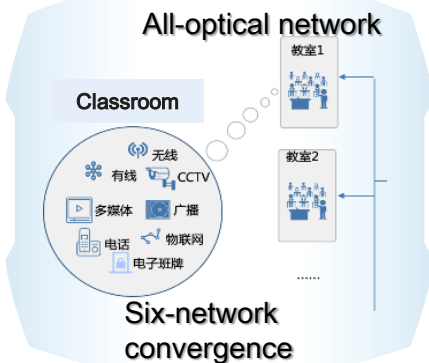 All-optical network
教室1
Classroom
无线
有线
CCTV
多媒体
广播
电话
物联网
电子班牌
教室2
......
Six-network
convergence